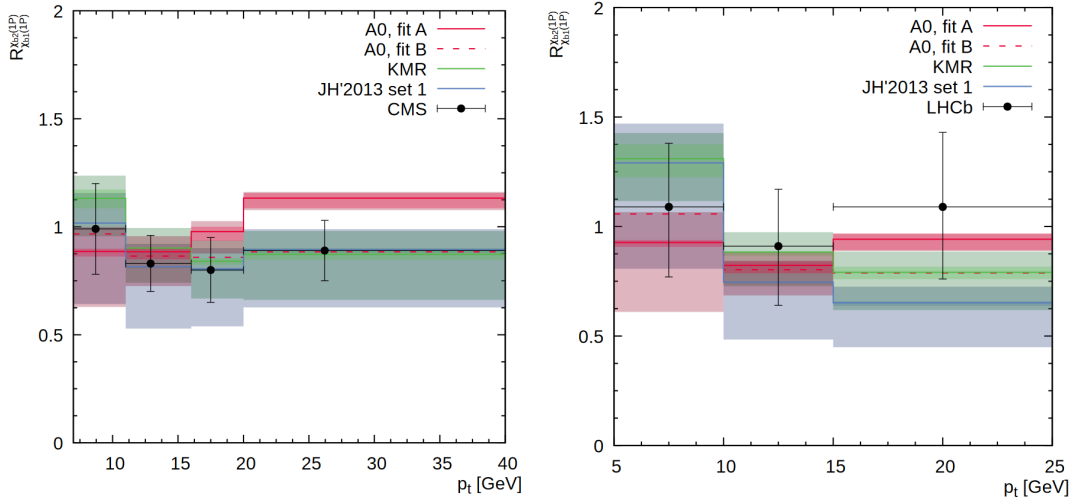 R χb2(1P) χb1(1P)
2
1.5
1
0.5
0
10 15 20 25 30 35 40
pt [GeV]
A0, fit A
A0, fit B
KMR
JH'2013 set 1
CMS
R χb2(1P) χb1(1P)
2
1.5
1
0.5
0
5 10 15 20 25
pt [GeV]
A0, fit A
A0, fit B
KMR
JH'2013 set 1
LHCb